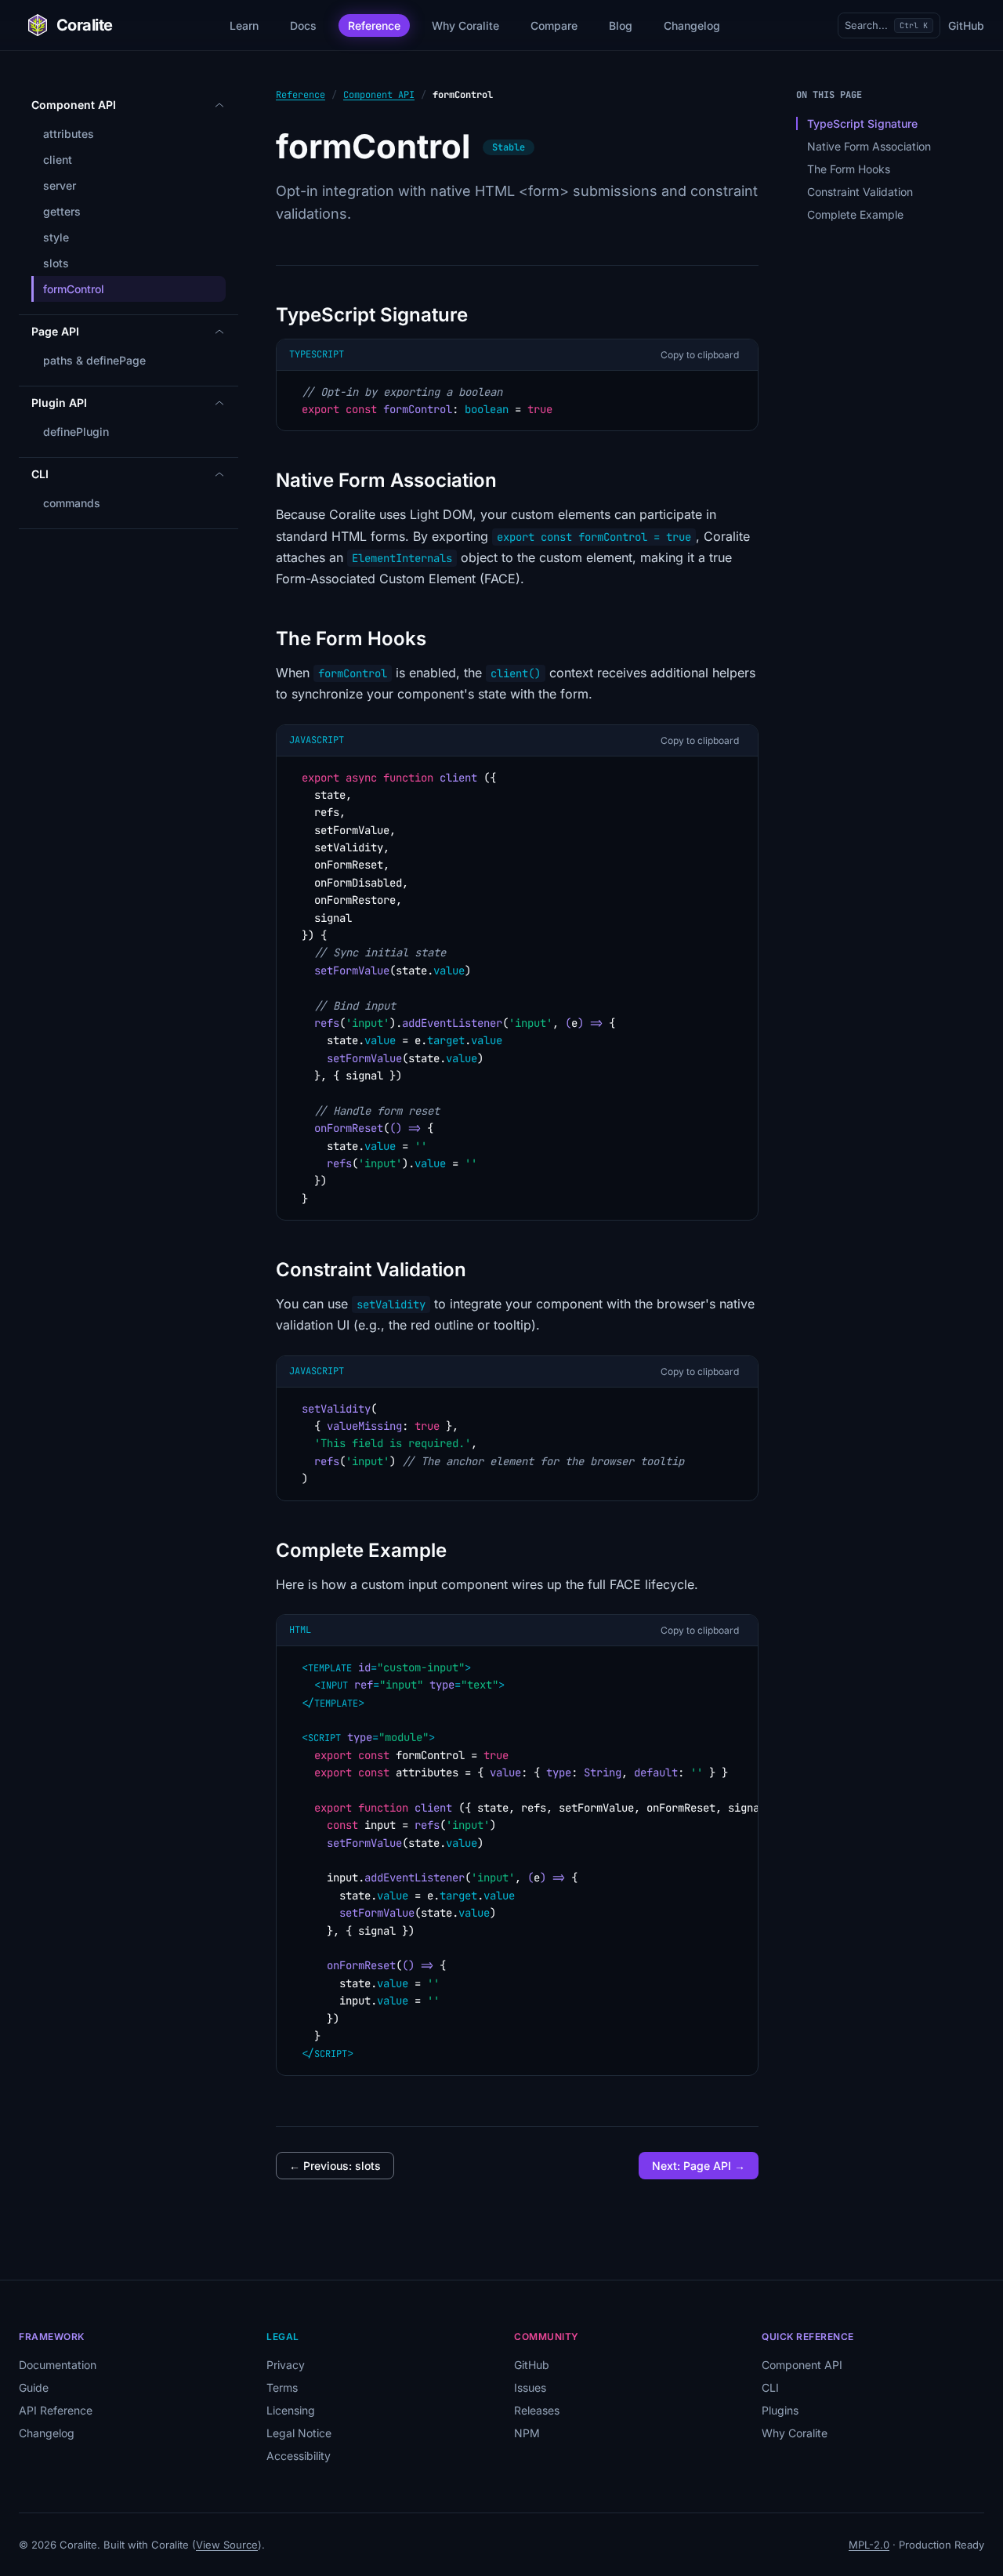 Coralite
Learn Docs Reference Why Coralite Compare Blog Changelog
Search... Ctrl K GitHub
Component API
attributes
client
server
getters
style
slots
formControl
Page API
paths & definePage
Plugin API
definePlugin
CLI
commands
Reference / Component API / formControl
formControl Stable
Opt-in integration with native HTML <form> submissions and constraint
validations.
TypeScript Signature
TYPESCRIPT Copy to clipboard
// Opt-in by exporting a boolean
export const formControl: boolean = true
Native Form Association
Because Coralite uses Light DOM, your custom elements can participate in
standard HTML forms. By exporting export const formControl = true , Coralite
attaches an ElementInternals object to the custom element, making it a true
Form-Associated Custom Element (FACE).
The Form Hooks
When formControl is enabled, the client() context receives additional helpers
to synchronize your component's state with the form.
JAVASCRIPT Copy to clipboard
export async function client ({
state,
refs,
setFormValue,
setValidity,
onFormReset,
onFormDisabled,
onFormRestore,
signal
}) {
// Sync initial state
setFormValue(state.value)
// Bind input
refs('input').addEventListener('input', (e) => {
state.value = e.target.value
setFormValue(state.value)
}, { signal })
// Handle form reset
onFormReset(() => {
state.value = ''
refs('input').value = ''
})
}
Constraint Validation
You can use setValidity to integrate your component with the browser's native
validation UI (e.g., the red outline or tooltip).
JAVASCRIPT Copy to clipboard
setValidity(
{ valueMissing: true },
'This field is required.',
refs('input') // The anchor element for the browser tooltip
)
Complete Example
Here is how a custom input component wires up the full FACE lifecycle.
HTML Copy to clipboard
<TEMPLATE id="custom-input">
<INPUT ref="input" type="text">
</TEMPLATE>
<SCRIPT type="module">
export const formControl = true
export const attributes = { value: { type: String, default: '' } }
export function client ({ state, refs, setFormValue, onFormReset, signa
const input = refs('input')
setFormValue(state.value)
input.addEventListener('input', (e) => {
state.value = e.target.value
setFormValue(state.value)
}, { signal })
onFormReset(() => {
state.value = ''
input.value = ''
})
}
</SCRIPT>
← Previous: slots Next: Page API →
ON THIS PAGE
TypeScript Signature
Native Form Association
The Form Hooks
Constraint Validation
Complete Example
FRAMEWORK
Documentation
Guide
API Reference
Changelog
LEGAL
Privacy
Terms
Licensing
Legal Notice
Accessibility
COMMUNITY
GitHub
Issues
Releases
NPM
QUICK REFERENCE
Component API
CLI
Plugins
Why Coralite
© 2026 Coralite. Built with Coralite (View Source).
MPL-2.0 · Production Ready